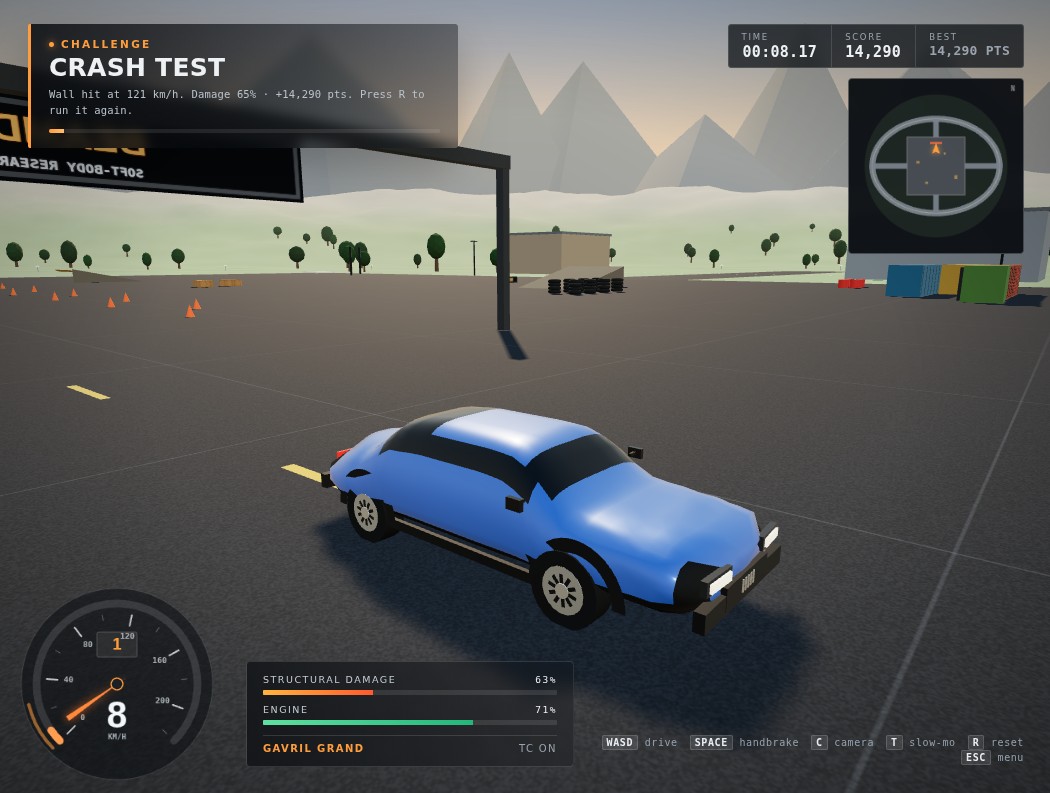 CHALLENGE
CRASH TEST
Wall hit at 121 km/h. Damage 65% · +14,290 pts. Press R to
run it again.
TIME SCORE BEST
00:08.17 14,290 14,290 PTS
N
SOFT-BODY
0 40 80 120 160 200
1
8
KM/H
STRUCTURAL DAMAGE 63%
ENGINE 71%
GAVRIL GRAND TC ON
WASD drive SPACE handbrake C camera T slow-mo R reset
ESC menu